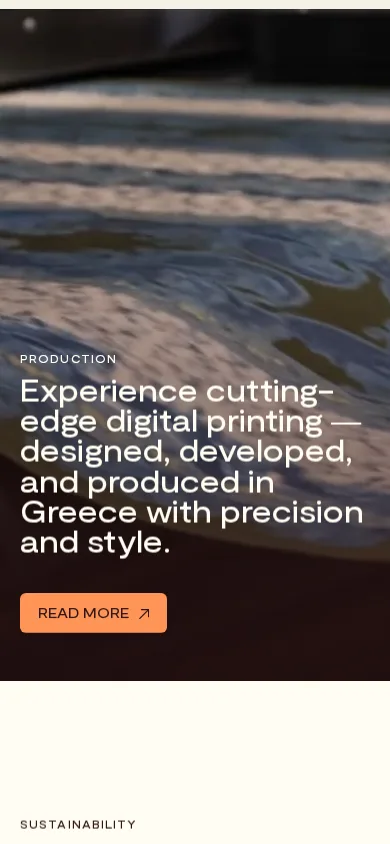 PRODUCTION
Experience cutting-
edge digital printing —
designed, developed,
and produced in
Greece with precision
and style.
READ MORE
SUSTAINABILITY